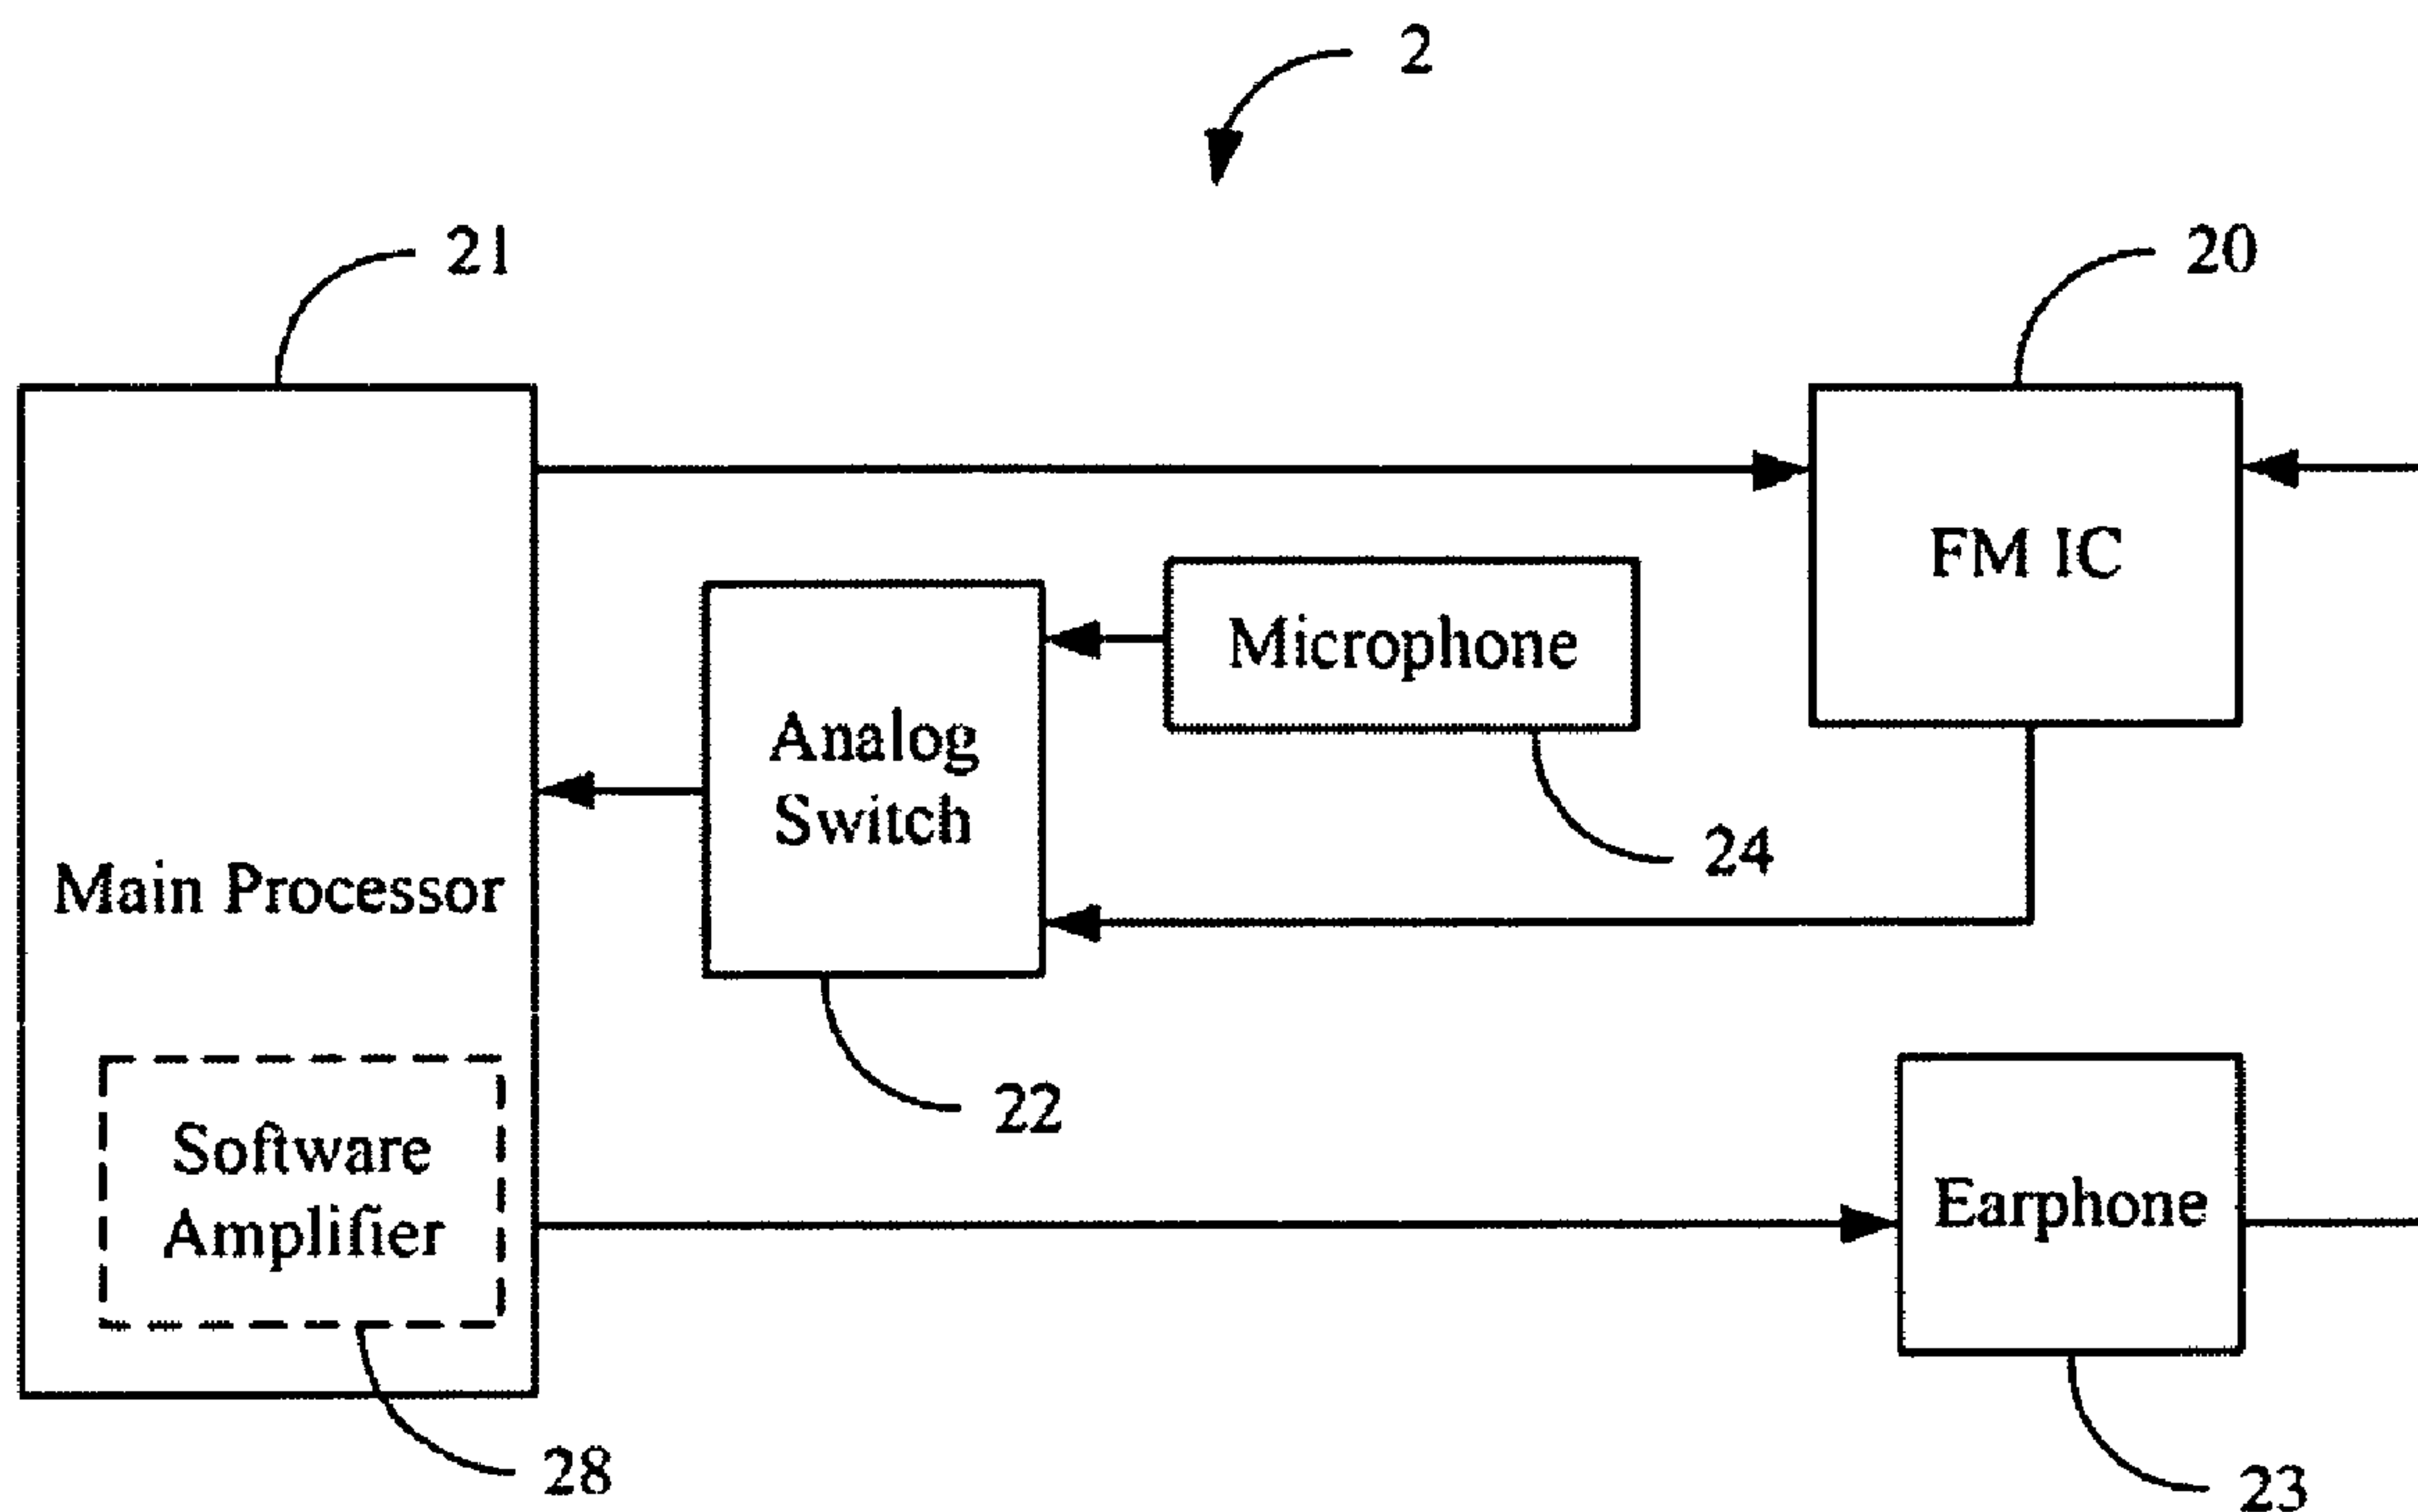 2
21
20
FM IC
Microphone
Analog
Switch
24
Main Processor
22
Software
Amplifier
Earphone
28
23